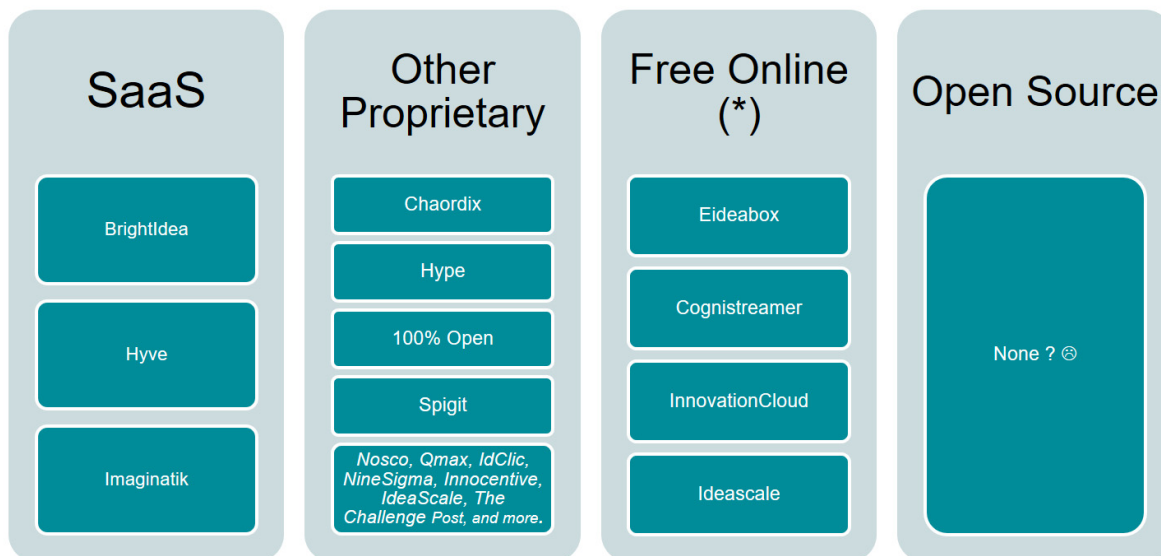 SaaS
BrightIdea
Hyve
Imaginatik
Other
Proprietary
Chaordix
Hype
100% Open
Spigit
Nosco, Qmax, IdClic,
NineSigma, Innocentive,
IdeaScale, The
Challenge Post, and more.
Free Online
(*)
Eideabox
Cognistreamer
InnovationCloud
Ideascale
Open Source
None ? ☹